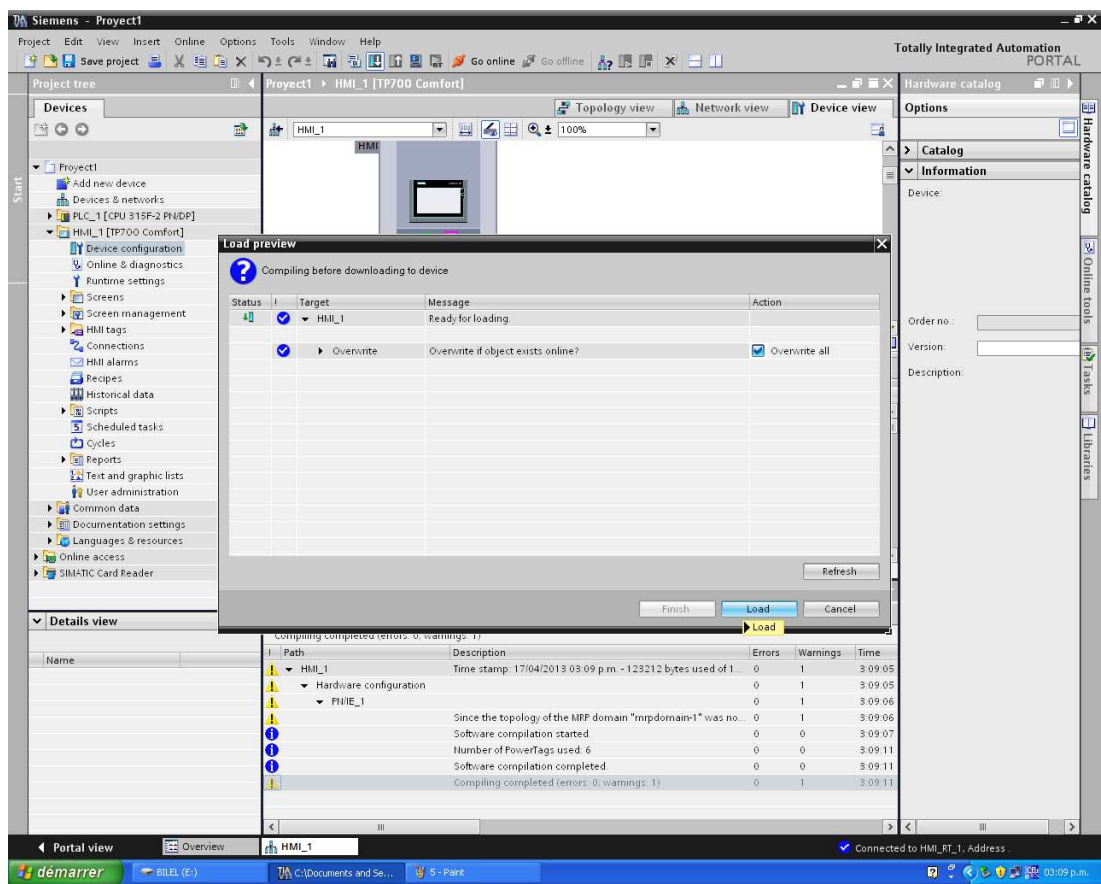 Siemens - Proyect1
Project Edit View Insert Online Options Tools Window Help
Totally Integrated Automation
PORTAL
Save project
Go online
Go offline
Project tree
Proyect1 HMI_1 [TP700 Comfort]
Hardware catalog
Devices
Topology view
Network view
Device view
Options
HMI_1
100%
HMI
Start
Proyect1
Add new device
Devices & networks
PLC_1 [CPU 315F-2 PN/DP]
HMI_1 [TP700 Comfort]
Device configuration
Online & diagnostics
Runtime settings
Screens
Screen management
HMI tags
Connections
HMI alarms
Recipes
Historical data
Scripts
Scheduled tasks
Cycles
Reports
Text and graphic lists
User administration
Common data
Documentation settings
Languages & resources
Online access
SIMATIC Card Reader
Details view
Name
Load preview
Compiling before downloading to device
Status ! Target Message Action
HMI_1 Ready for loading.
Overwrite Overwrite if object exists online? Overwrite all
Refresh
Finish Load Cancel
Load
Compiling completed (errors: 0; warnings: 1)
! Path Description Errors Warnings Time
HMI_1 Time stamp: 17/04/2013 03:09 p.m. - 123212 bytes used of 1... 0 1 3:09:05
Hardware configuration 0 1 3:09:05
PN/IE_1 0 1 3:09:06
Since the topology of the MRP domain "mrpdomain-1" was no... 0 1 3:09:06
Software compilation started. 0 0 3:09:07
Number of PowerTags used: 6 0 0 3:09:11
Software compilation completed. 0 0 3:09:11
Compiling completed (errors: 0; warnings: 1) 0 1 3:09:11
Catalog
Information
Device:
Order no.:
Version:
Description:
Hardware catalog
Online tools
Tasks
Libraries
Portal view
Overview
HMI_1
Connected to HMI_RT_1, Address .
démarrer
BILEL (E:)
C:\Documents and Se...
5 - Paint
03:09 p.m.